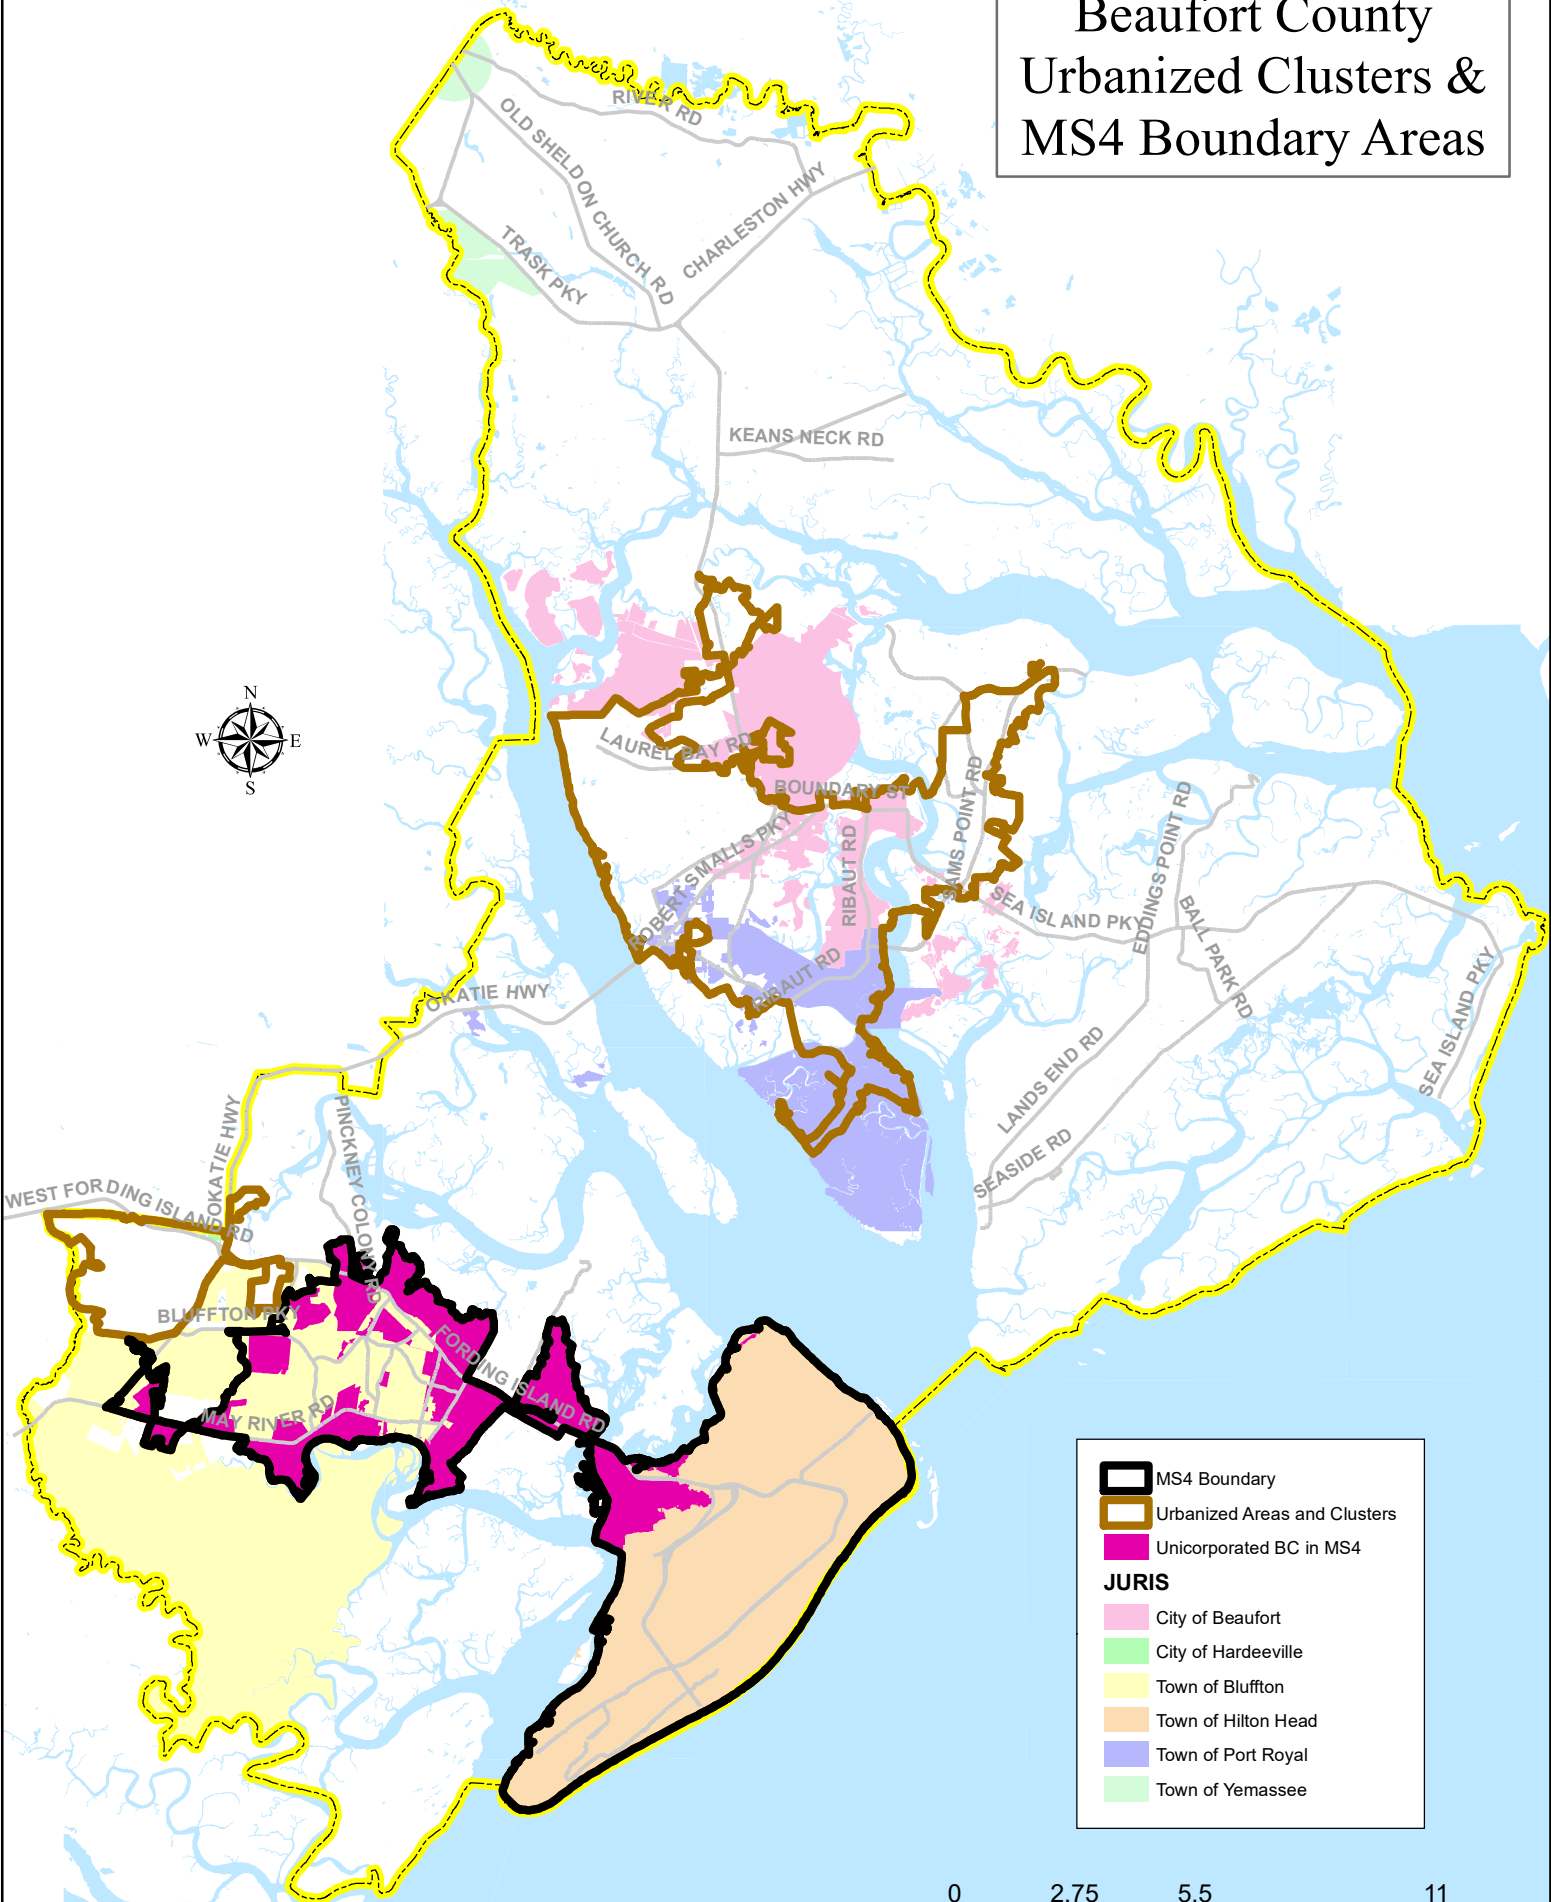 Beaufort County
Urbanized Clusters &
MS4 Boundary Areas
RIVER RD
OLD SHELDON CHURCH RD
CHARLESTON HWY
TRASK PKY
KEANS NECK RD
N
W
E
S
LAUREL BAY RD
BOUNDARY ST
SAMS POINT RD
ROBERT SMALLS PKY
RIBAUT RD
EDDINGS POINT RD
SEA ISLAND PKY
BALL PARK RD
RIBAUT RD
OKATIE HWY
SEA ISLAND PKY
LANDS END RD
SEASIDE RD
OKATIE HWY
PINCKNEY COLONY RD
WEST FORDING ISLAND RD
BLUFFTON PKY
FORDING ISLAND RD
MAY RIVER RD
MS4 Boundary
Urbanized Areas and Clusters
Unicorporated BC in MS4
JURIS
City of Beaufort
City of Hardeeville
Town of Bluffton
Town of Hilton Head
Town of Port Royal
Town of Yemassee
0 2.75 5.5 11